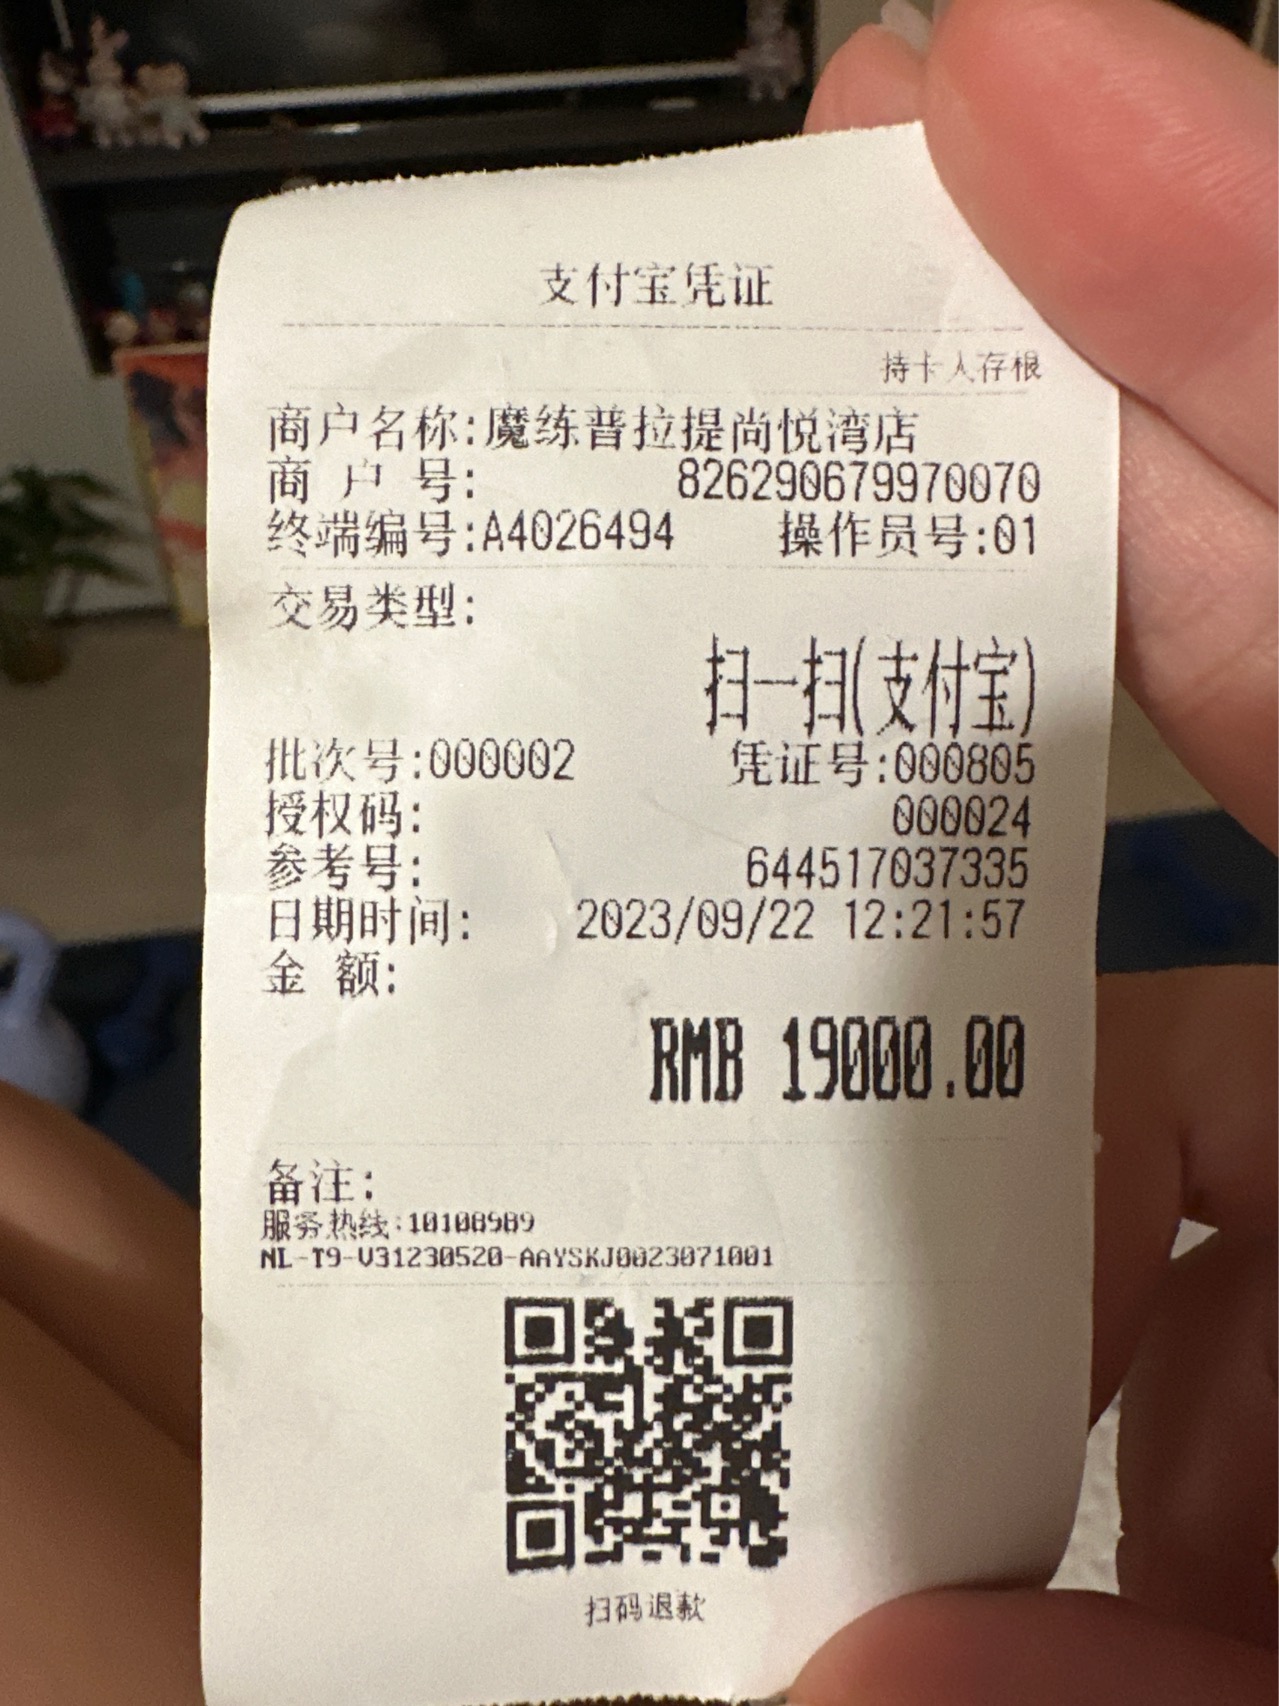 支付宝凭证
持卡人存根
商户名称:魔练普拉提尚悦湾店
商 户 号: 826290679970070
终端编号:A4026494 操作员号:01
交易类型:
扫一扫(支付宝)
批次号:000002 凭证号:000805
授权码: 000024
参考号: 644517037335
日期时间: 2023/09/22 12:21:57
金 额:
RMB 19000.00
备注:
服务热线:10108989
NL-T9-V31230520-AAYSKJ0023071001
扫码退款